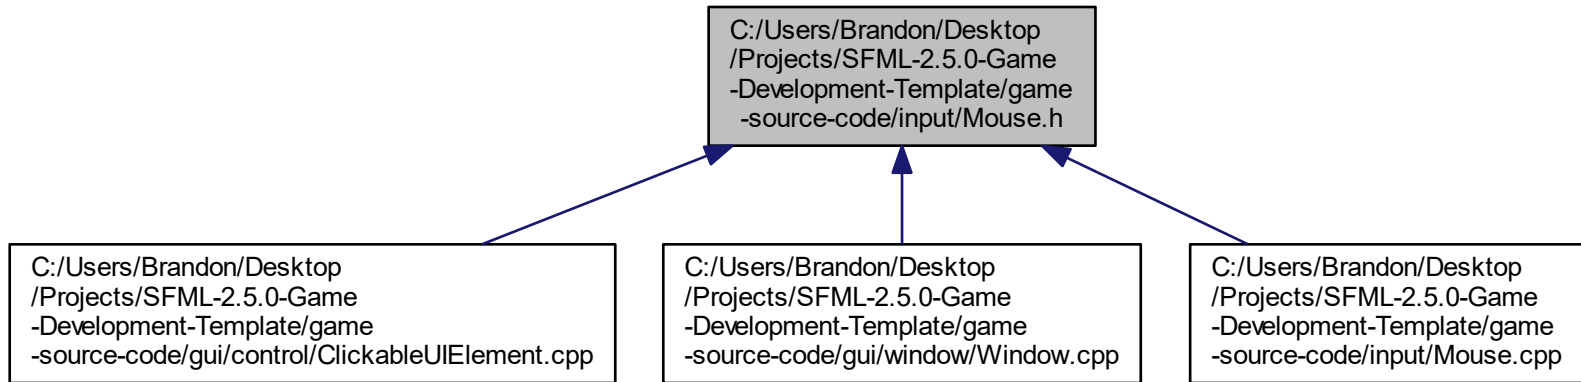 C:/Users/Brandon/Desktop
/Projects/SFML-2.5.0-Game
-Development-Template/game
-source-code/input/Mouse.h
C:/Users/Brandon/Desktop
/Projects/SFML-2.5.0-Game
-Development-Template/game
-source-code/gui/control/ClickableUIElement.cpp
C:/Users/Brandon/Desktop
/Projects/SFML-2.5.0-Game
-Development-Template/game
-source-code/gui/window/Window.cpp
C:/Users/Brandon/Desktop
/Projects/SFML-2.5.0-Game
-Development-Template/game
-source-code/input/Mouse.cpp